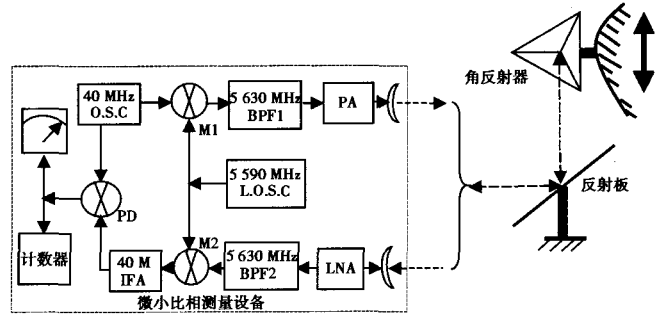 角反射器
40 MHz
O.S.C
M1
5 630 MHz
BPF1
PA
5 590 MHz
L.O.S.C
反射板
PD
M2
计数器
40 M
IFA
5 630 MHz
BPF2
LNA
微小比相测量设备